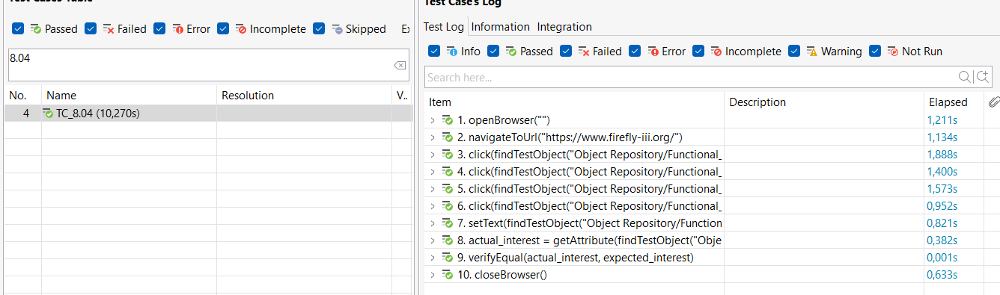 Test Cases Table
Passed Failed Error Incomplete Skipped Ex
8.04
No. Name Resolution V..
4 TC_8.04 (10,270s)
Test Case's Log
Test Log Information Integration
Info Passed Failed Error Incomplete Warning Not Run
Search here...
Item Description Elapsed
1. openBrowser("") 1,211s
2. navigateToUrl("https://www.firefly-iii.org/") 1,134s
3. click(findTestObject("Object Repository/Functional_ 1,888s
4. click(findTestObject("Object Repository/Functional_ 1,400s
5. click(findTestObject("Object Repository/Functional_ 1,573s
6. click(findTestObject("Object Repository/Functional_ 0,952s
7. setText(findTestObject("Object Repository/Function 0,821s
8. actual_interest = getAttribute(findTestObject("Obje 0,382s
9. verifyEqual(actual_interest, expected_interest) 0,001s
10. closeBrowser() 0,633s